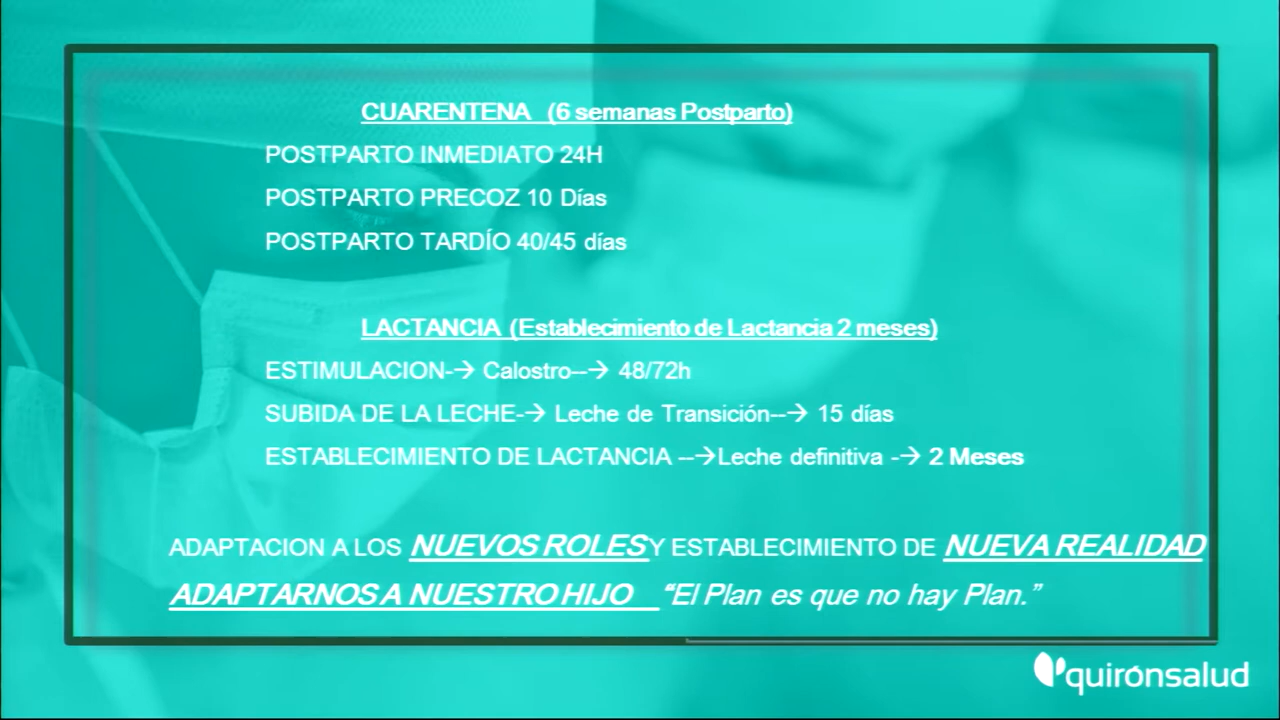 CUARENTENA (6 semanas Postparto)
POSTPARTO INMEDIATO 24H
POSTPARTO PRECOZ 10 Días
POSTPARTO TARDÍO 40/45 días
LACTANCIA (Establecimiento de Lactancia 2 meses)
ESTIMULACION-→ Calostro--→ 48/72h
SUBIDA DE LA LECHE-→ Leche de Transición--→ 15 días
ESTABLECIMIENTO DE LACTANCIA --→Leche definitiva -→ 2 Meses
ADAPTACION A LOS NUEVOS ROLES Y ESTABLECIMIENTO DE NUEVA REALIDAD
ADAPTARNOS A NUESTRO HIJO “El Plan es que no hay Plan.”
quirónsalud